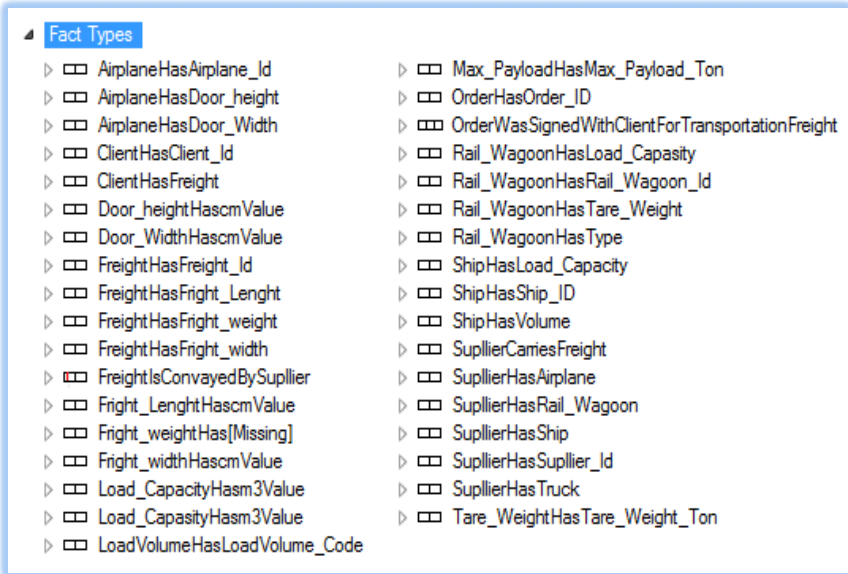 Fact Types
AirplaneHasAirplane_Id
AirplaneHasDoor_height
AirplaneHasDoor_Width
ClientHasClient_Id
ClientHasFreight
Door_heightHascmValue
Door_WidthHascmValue
FreightHasFreight_Id
FreightHasFright_Lenght
FreightHasFright_weight
FreightHasFright_width
FreightIsConvayedBySupllier
Fright_LenghtHascmValue
Fright_weightHas[Missing]
Fright_widthHascmValue
Load_CapacityHasm3Value
Load_CapasityHasm3Value
LoadVolumeHasLoadVolume_Code
Max_PayloadHasMax_Payload_Ton
OrderHasOrder_ID
OrderWasSignedWithClientForTransportationFreight
Rail_WagoonHasLoad_Capasity
Rail_WagoonHasRail_Wagoon_Id
Rail_WagoonHasTare_Weight
Rail_WagoonHasType
ShipHasLoad_Capacity
ShipHasShip_ID
ShipHasVolume
SupllierCarriesFreight
SupllierHasAirplane
SupllierHasRail_Wagoon
SupllierHasShip
SupllierHasSupllier_Id
SupllierHasTruck
Tare_WeightHasTare_Weight_Ton